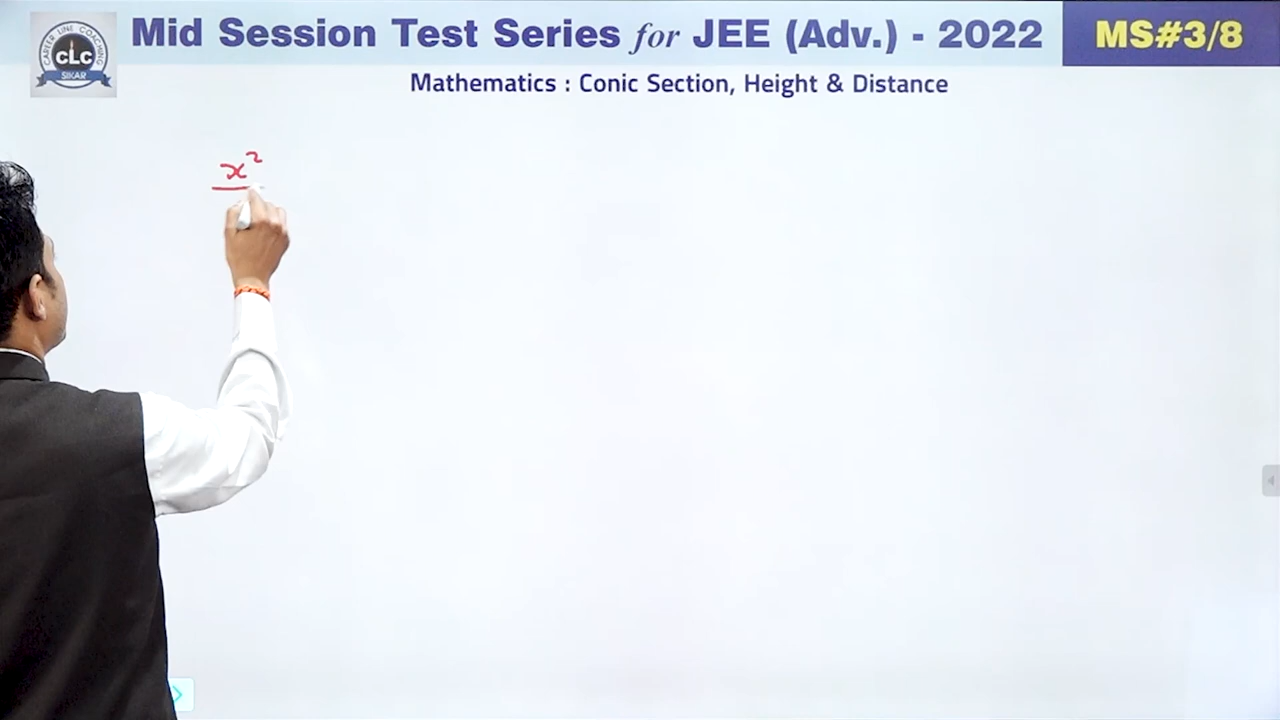 CAREER LINE COACHING
CLC
SIKAR
Mid Session Test Series for JEE (Adv.) - 2022
MS#3/8
Mathematics : Conic Section, Height & Distance
x²